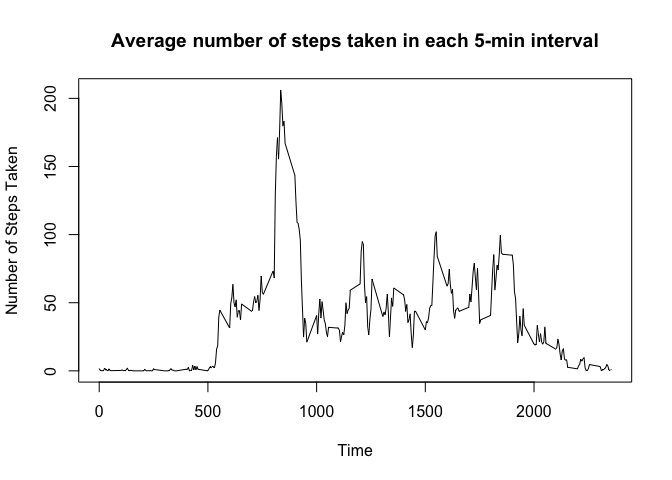 Average number of steps taken in each 5-min interval
Number of Steps Taken
200
150
100
50
0
0 500 1000 1500 2000
Time